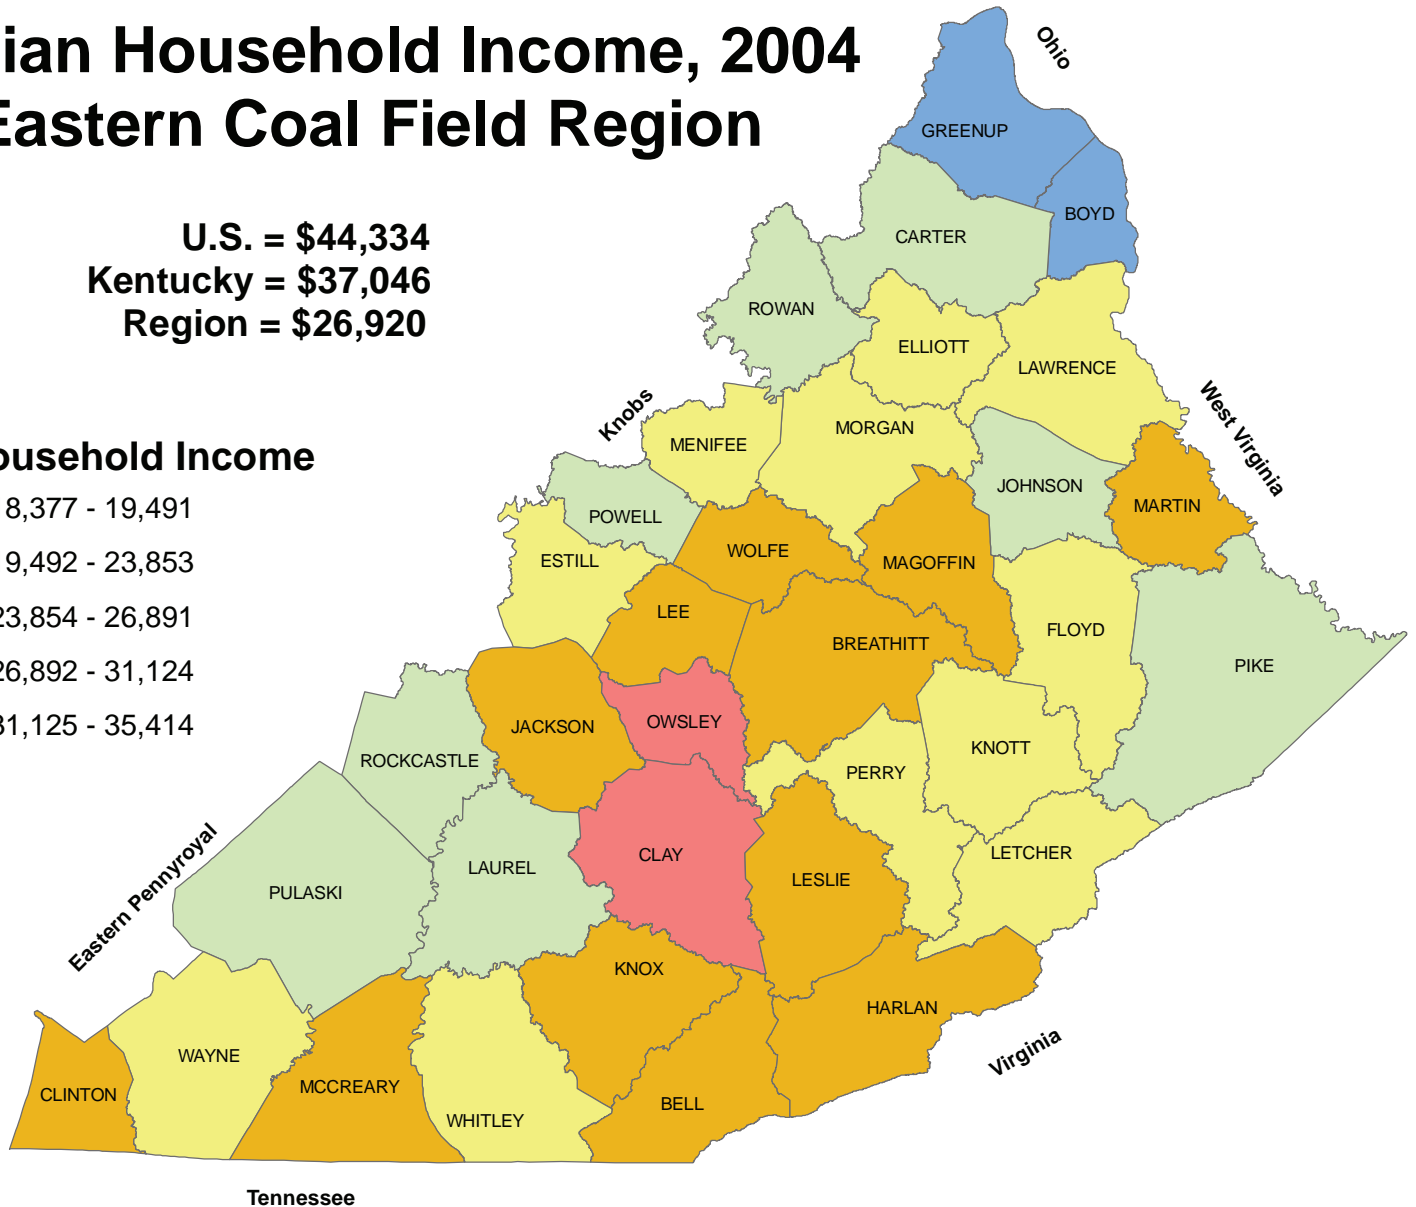 ian Household Income, 2004
Eastern Coal Field Region
U.S. = $44,334
Kentucky = $37,046
Region = $26,920
ousehold Income
8,377 - 19,491
9,492 - 23,853
23,854 - 26,891
26,892 - 31,124
31,125 - 35,414
Ohio
GREENUP
BOYD
CARTER
ROWAN
ELLIOTT
LAWRENCE
West Virginia
Knobs
MENIFEE
MORGAN
JOHNSON
MARTIN
POWELL
ESTILL
WOLFE
MAGOFFIN
LEE
BREATHITT
FLOYD
PIKE
JACKSON
OWSLEY
ROCKCASTLE
PERRY
KNOTT
Eastern Pennyroyal
PULASKI
LAUREL
CLAY
LESLIE
LETCHER
KNOX
HARLAN
Virginia
CLINTON
WAYNE
MCCREARY
WHITLEY
BELL
Tennessee